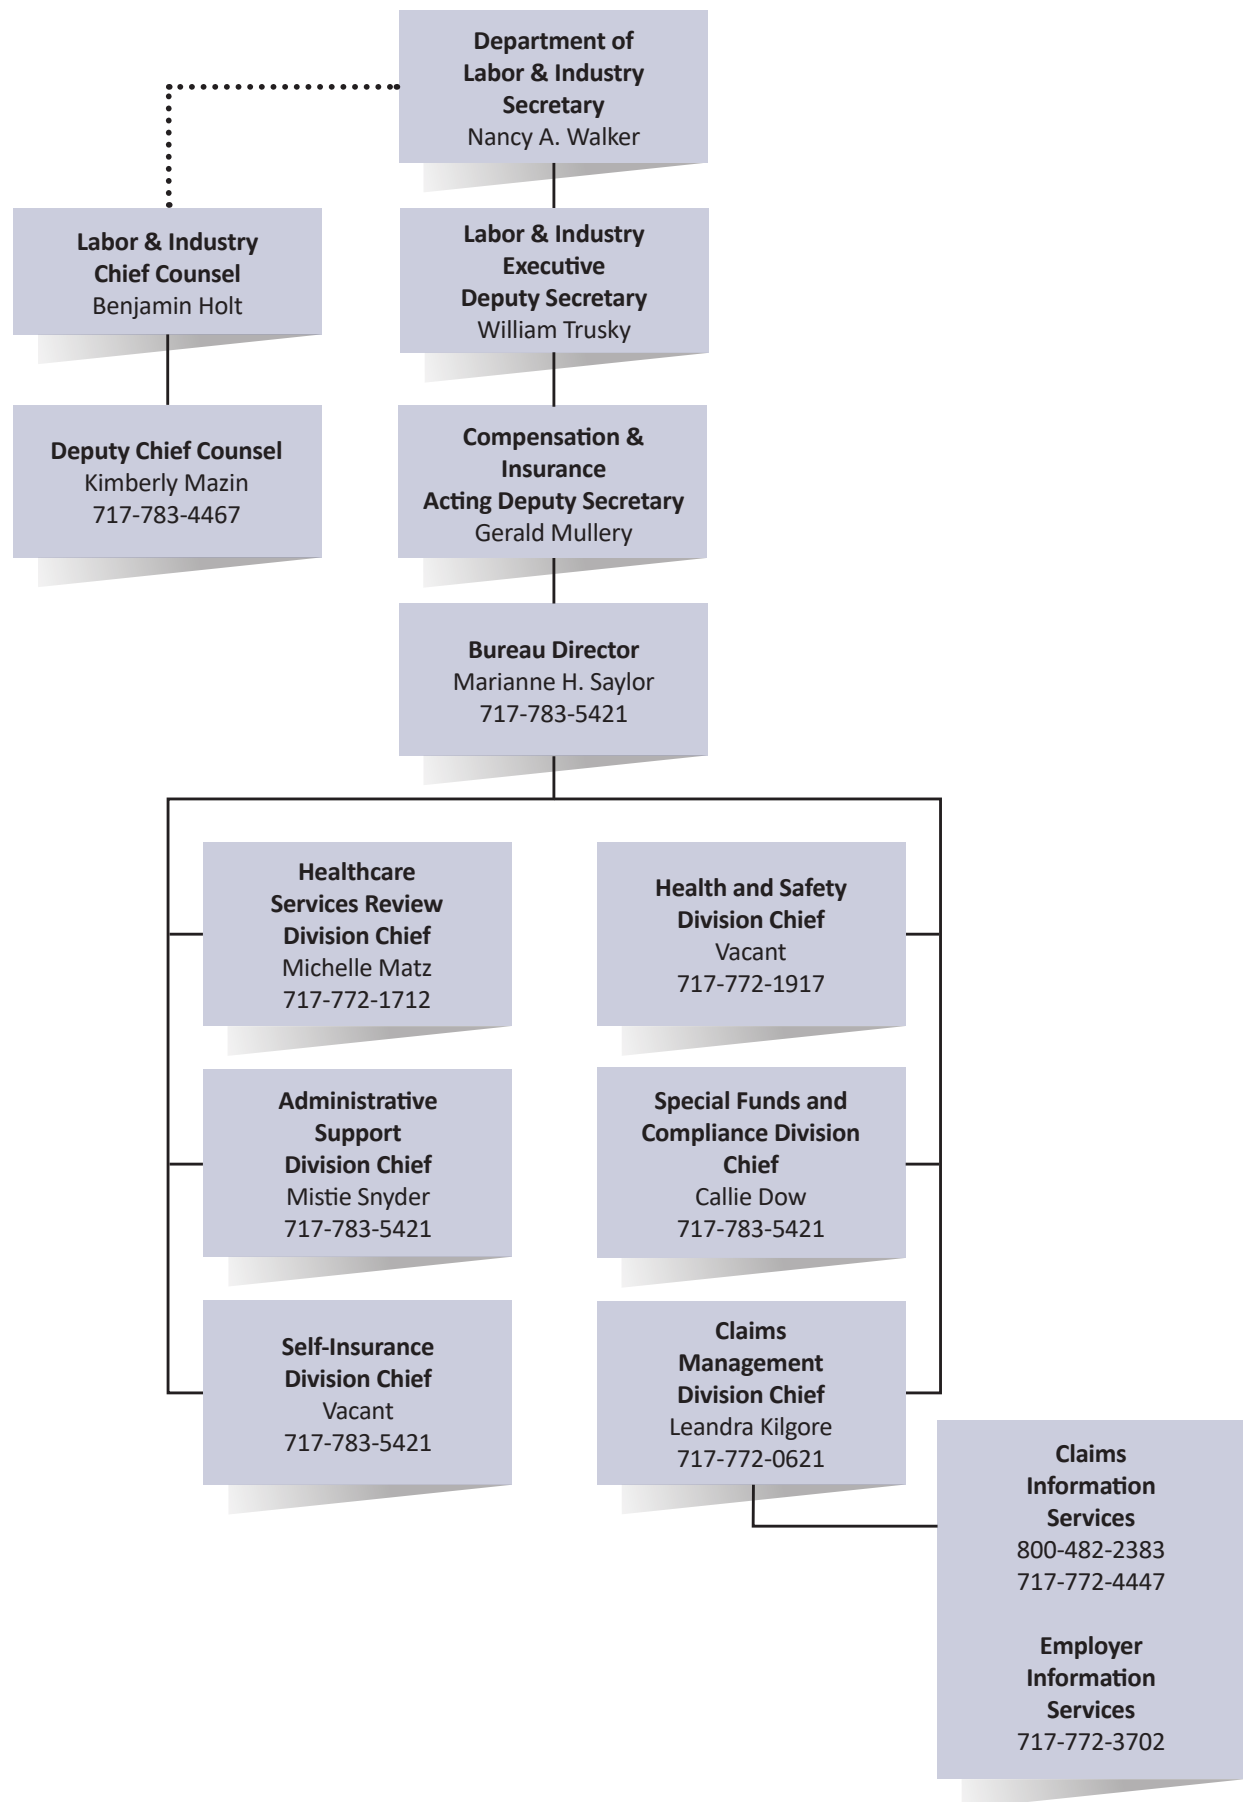 Department of
Labor & Industry
Secretary
Nancy A. Walker
Labor & Industry
Chief Counsel
Benjamin Holt
Labor & Industry
Executive
Deputy Secretary
William Trusky
Deputy Chief Counsel
Kimberly Mazin
717-783-4467
Compensation &
Insurance
Acting Deputy Secretary
Gerald Mullery
Bureau Director
Marianne H. Saylor
717-783-5421
Healthcare
Services Review
Division Chief
Michelle Matz
717-772-1712
Health and Safety
Division Chief
Vacant
717-772-1917
Administrative
Support
Division Chief
Mistie Snyder
717-783-5421
Special Funds and
Compliance Division
Chief
Callie Dow
717-783-5421
Self-Insurance
Division Chief
Vacant
717-783-5421
Claims
Management
Division Chief
Leandra Kilgore
717-772-0621
Claims
Information
Services
800-482-2383
717-772-4447
Employer
Information
Services
717-772-3702